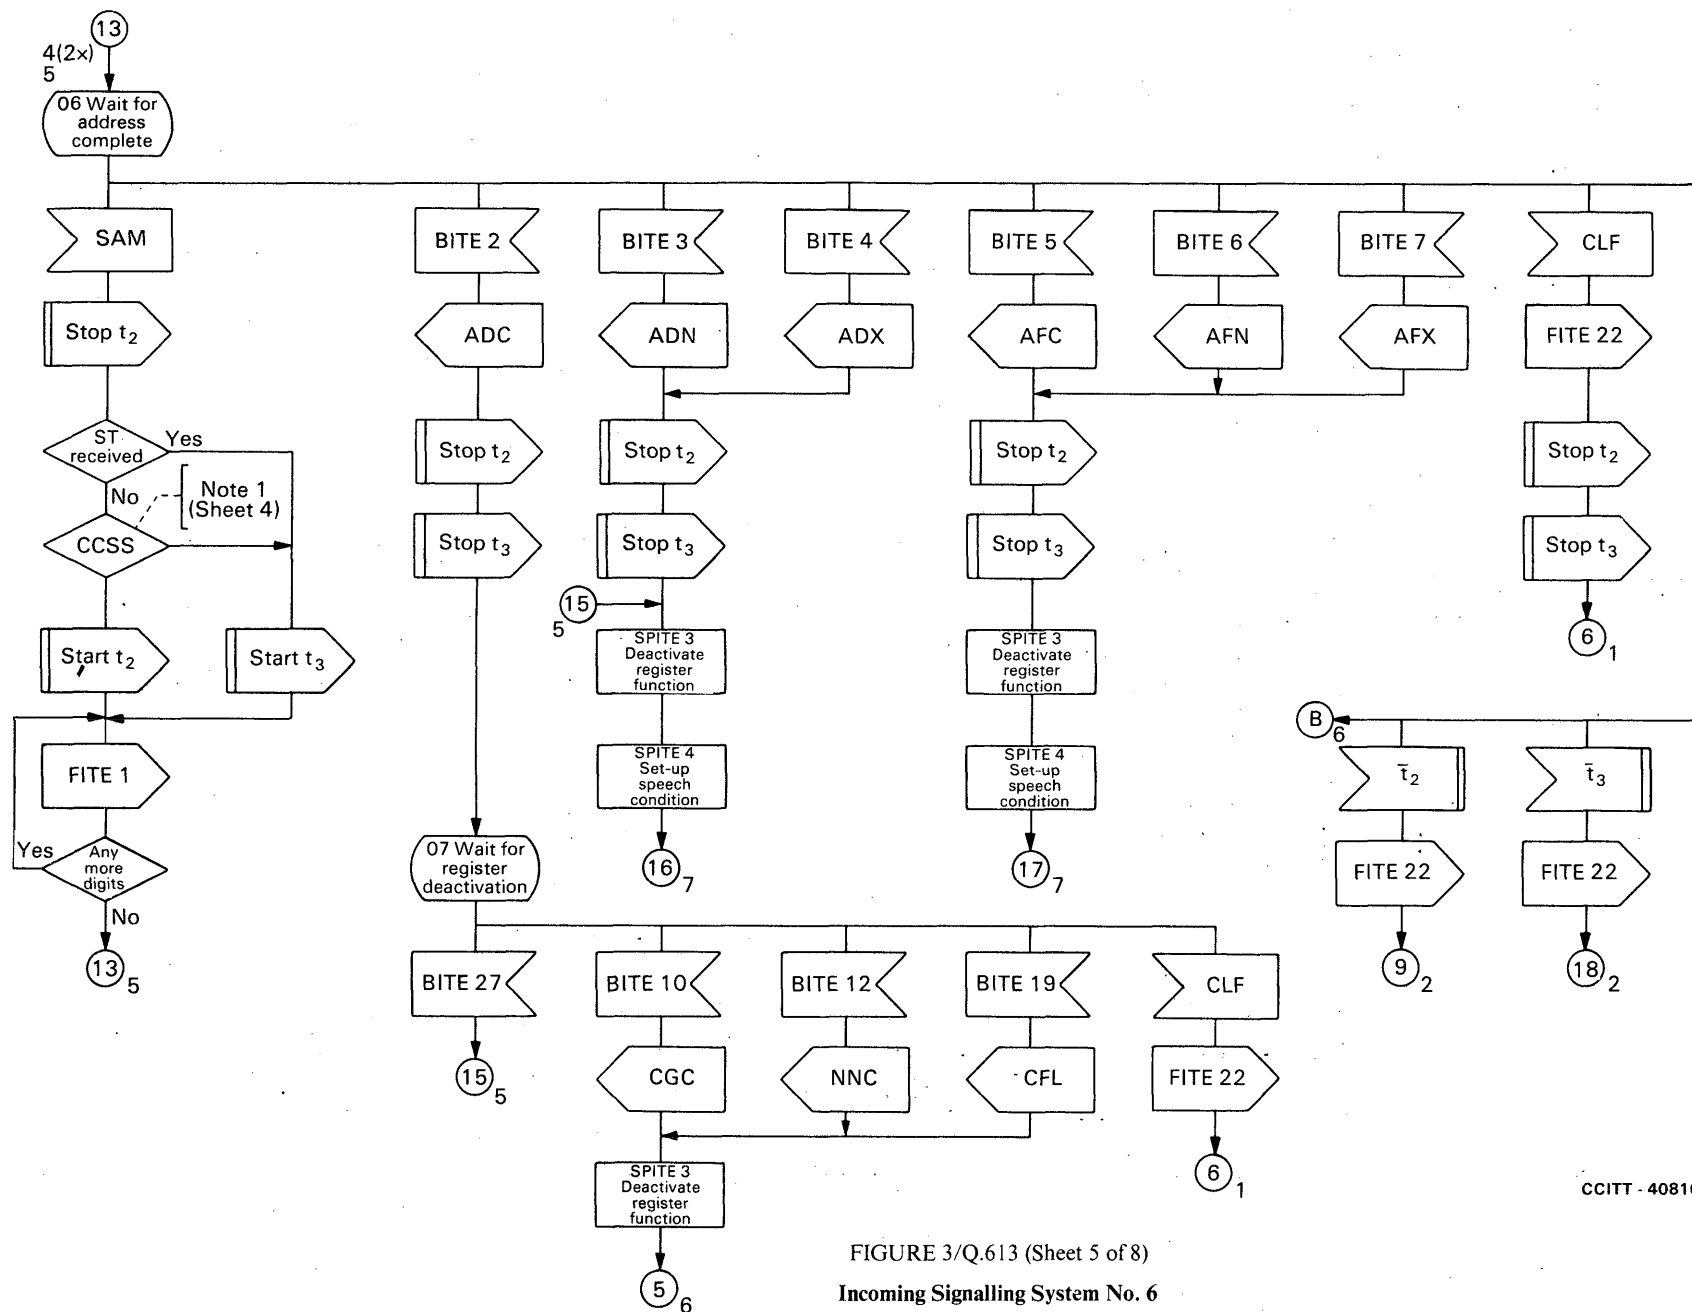 13
4(2×)
5
06 Wait for
address
complete
SAM
BITE 2
BITE 3
BITE 4
BITE 5
BITE 6
BITE 7
CLF
Stop t2
ADC
ADN
ADX
AFC
AFN
AFX
FITE 22
ST
received
Yes
No
Note 1
(Sheet 4)
CCSS
Stop t2
Stop t2
Stop t2
Stop t2
Stop t3
Stop t3
Stop t3
Stop t3
15
5
6
1
Start t2
Start t3
SPITE 3
Deactivate
register
function
SPITE 3
Deactivate
register
function
B
6
FITE 1
SPITE 4
Set-up
speech
condition
SPITE 4
Set-up
speech
condition
t̄2
t̄3
Yes
Any
more
digits
No
07 Wait for
register
deactivation
16
7
17
7
FITE 22
FITE 22
13
5
BITE 27
BITE 10
BITE 12
BITE 19
CLF
9
2
18
2
15
5
CGC
NNC
CFL
FITE 22
SPITE 3
Deactivate
register
function
6
1
CCITT - 40810
5
6
FIGURE 3/Q.613 (Sheet 5 of 8)
Incoming Signalling System No. 6